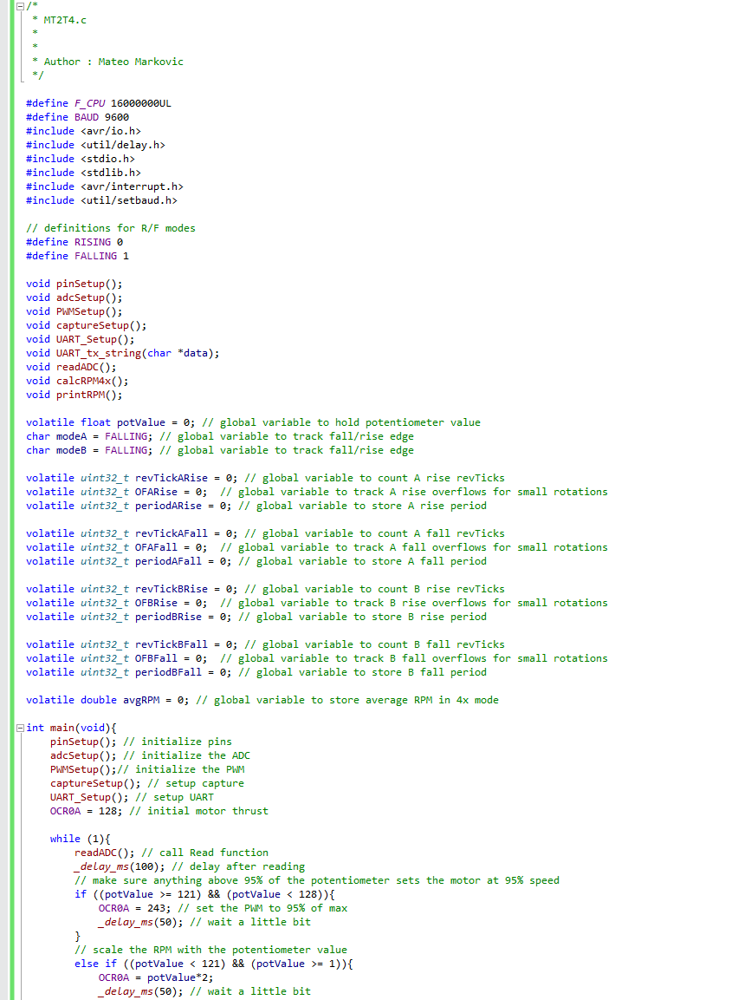 /*
 * MT2T4.c
 *
 *
 * Author : Mateo Markovic
 */
#define F_CPU 16000000UL
#define BAUD 9600
#include <avr/io.h>
#include <util/delay.h>
#include <stdio.h>
#include <stdlib.h>
#include <avr/interrupt.h>
#include <util/setbaud.h>
// definitions for R/F modes
#define RISING 0
#define FALLING 1
void pinSetup();
void adcSetup();
void PWMSetup();
void captureSetup();
void UART_Setup();
void UART_tx_string(char *data);
void readADC();
void calcRPM4x();
void printRPM();
volatile float potValue = 0; // global variable to hold potentiometer value
char modeA = FALLING; // global variable to track fall/rise edge
char modeB = FALLING; // global variable to track fall/rise edge
volatile uint32_t revTickARise = 0; // global variable to count A rise revTicks
volatile uint32_t OFARise = 0;  // global variable to track A rise overflows for small rotations
volatile uint32_t periodARise = 0; // global variable to store A rise period
volatile uint32_t revTickAFall = 0; // global variable to count A fall revTicks
volatile uint32_t OFAFall = 0;  // global variable to track A fall overflows for small rotations
volatile uint32_t periodAFall = 0; // global variable to store A fall period
volatile uint32_t revTickBRise = 0; // global variable to count B rise revTicks
volatile uint32_t OFBRise = 0;  // global variable to track B rise overflows for small rotations
volatile uint32_t periodBRise = 0; // global variable to store B rise period
volatile uint32_t revTickBFall = 0; // global variable to count B fall revTicks
volatile uint32_t OFBFall = 0;  // global variable to track B fall overflows for small rotations
volatile uint32_t periodBFall = 0; // global variable to store B fall period
volatile double avgRPM = 0; // global variable to store average RPM in 4x mode
int main(void){
    pinSetup(); // initialize pins
    adcSetup(); // initialize the ADC
    PWMSetup();// initialize the PWM
    captureSetup(); // setup capture
    UART_Setup(); // setup UART
    OCR0A = 128; // initial motor thrust
    while (1){
        readADC(); // call Read function
        _delay_ms(100); // delay after reading
        // make sure anything above 95% of the potentiometer sets the motor at 95% speed
        if ((potValue >= 121) && (potValue < 128)){
            OCR0A = 243; // set the PWM to 95% of max
            _delay_ms(50); // wait a little bit
        }
        // scale the RPM with the potentiometer value
        else if ((potValue < 121) && (potValue >= 1)){
            OCR0A = potValue*2;
            _delay_ms(50); // wait a little bit